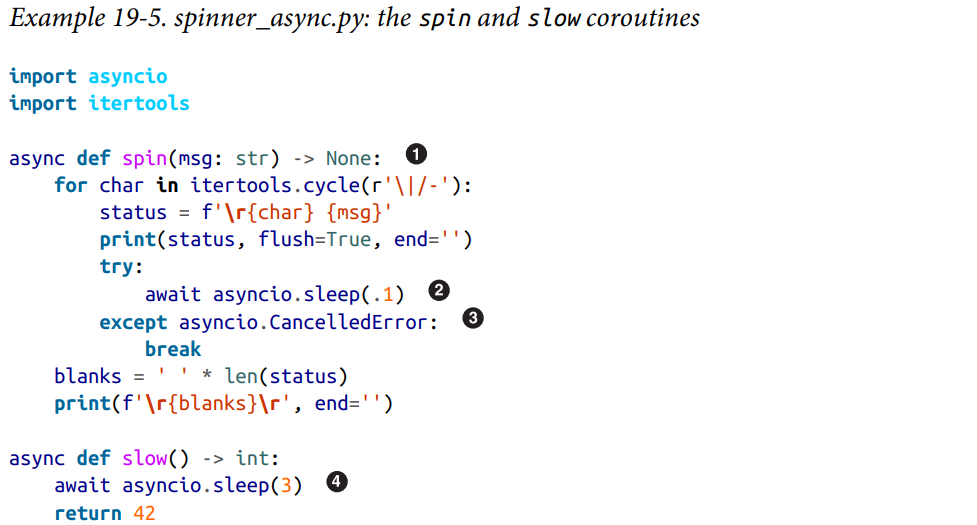 Example 19-5. spinner_async.py: the spin and slow coroutines
import asyncio
import itertools
async def spin(msg: str) -> None: ❶
    for char in itertools.cycle(r'\|/-'):
        status = f'\r{char} {msg}'
        print(status, flush=True, end='')
        try:
            await asyncio.sleep(.1) ❷
        except asyncio.CancelledError: ❸
            break
    blanks = ' ' * len(status)
    print(f'\r{blanks}\r', end='')
async def slow() -> int:
    await asyncio.sleep(3) ❹
    return 42